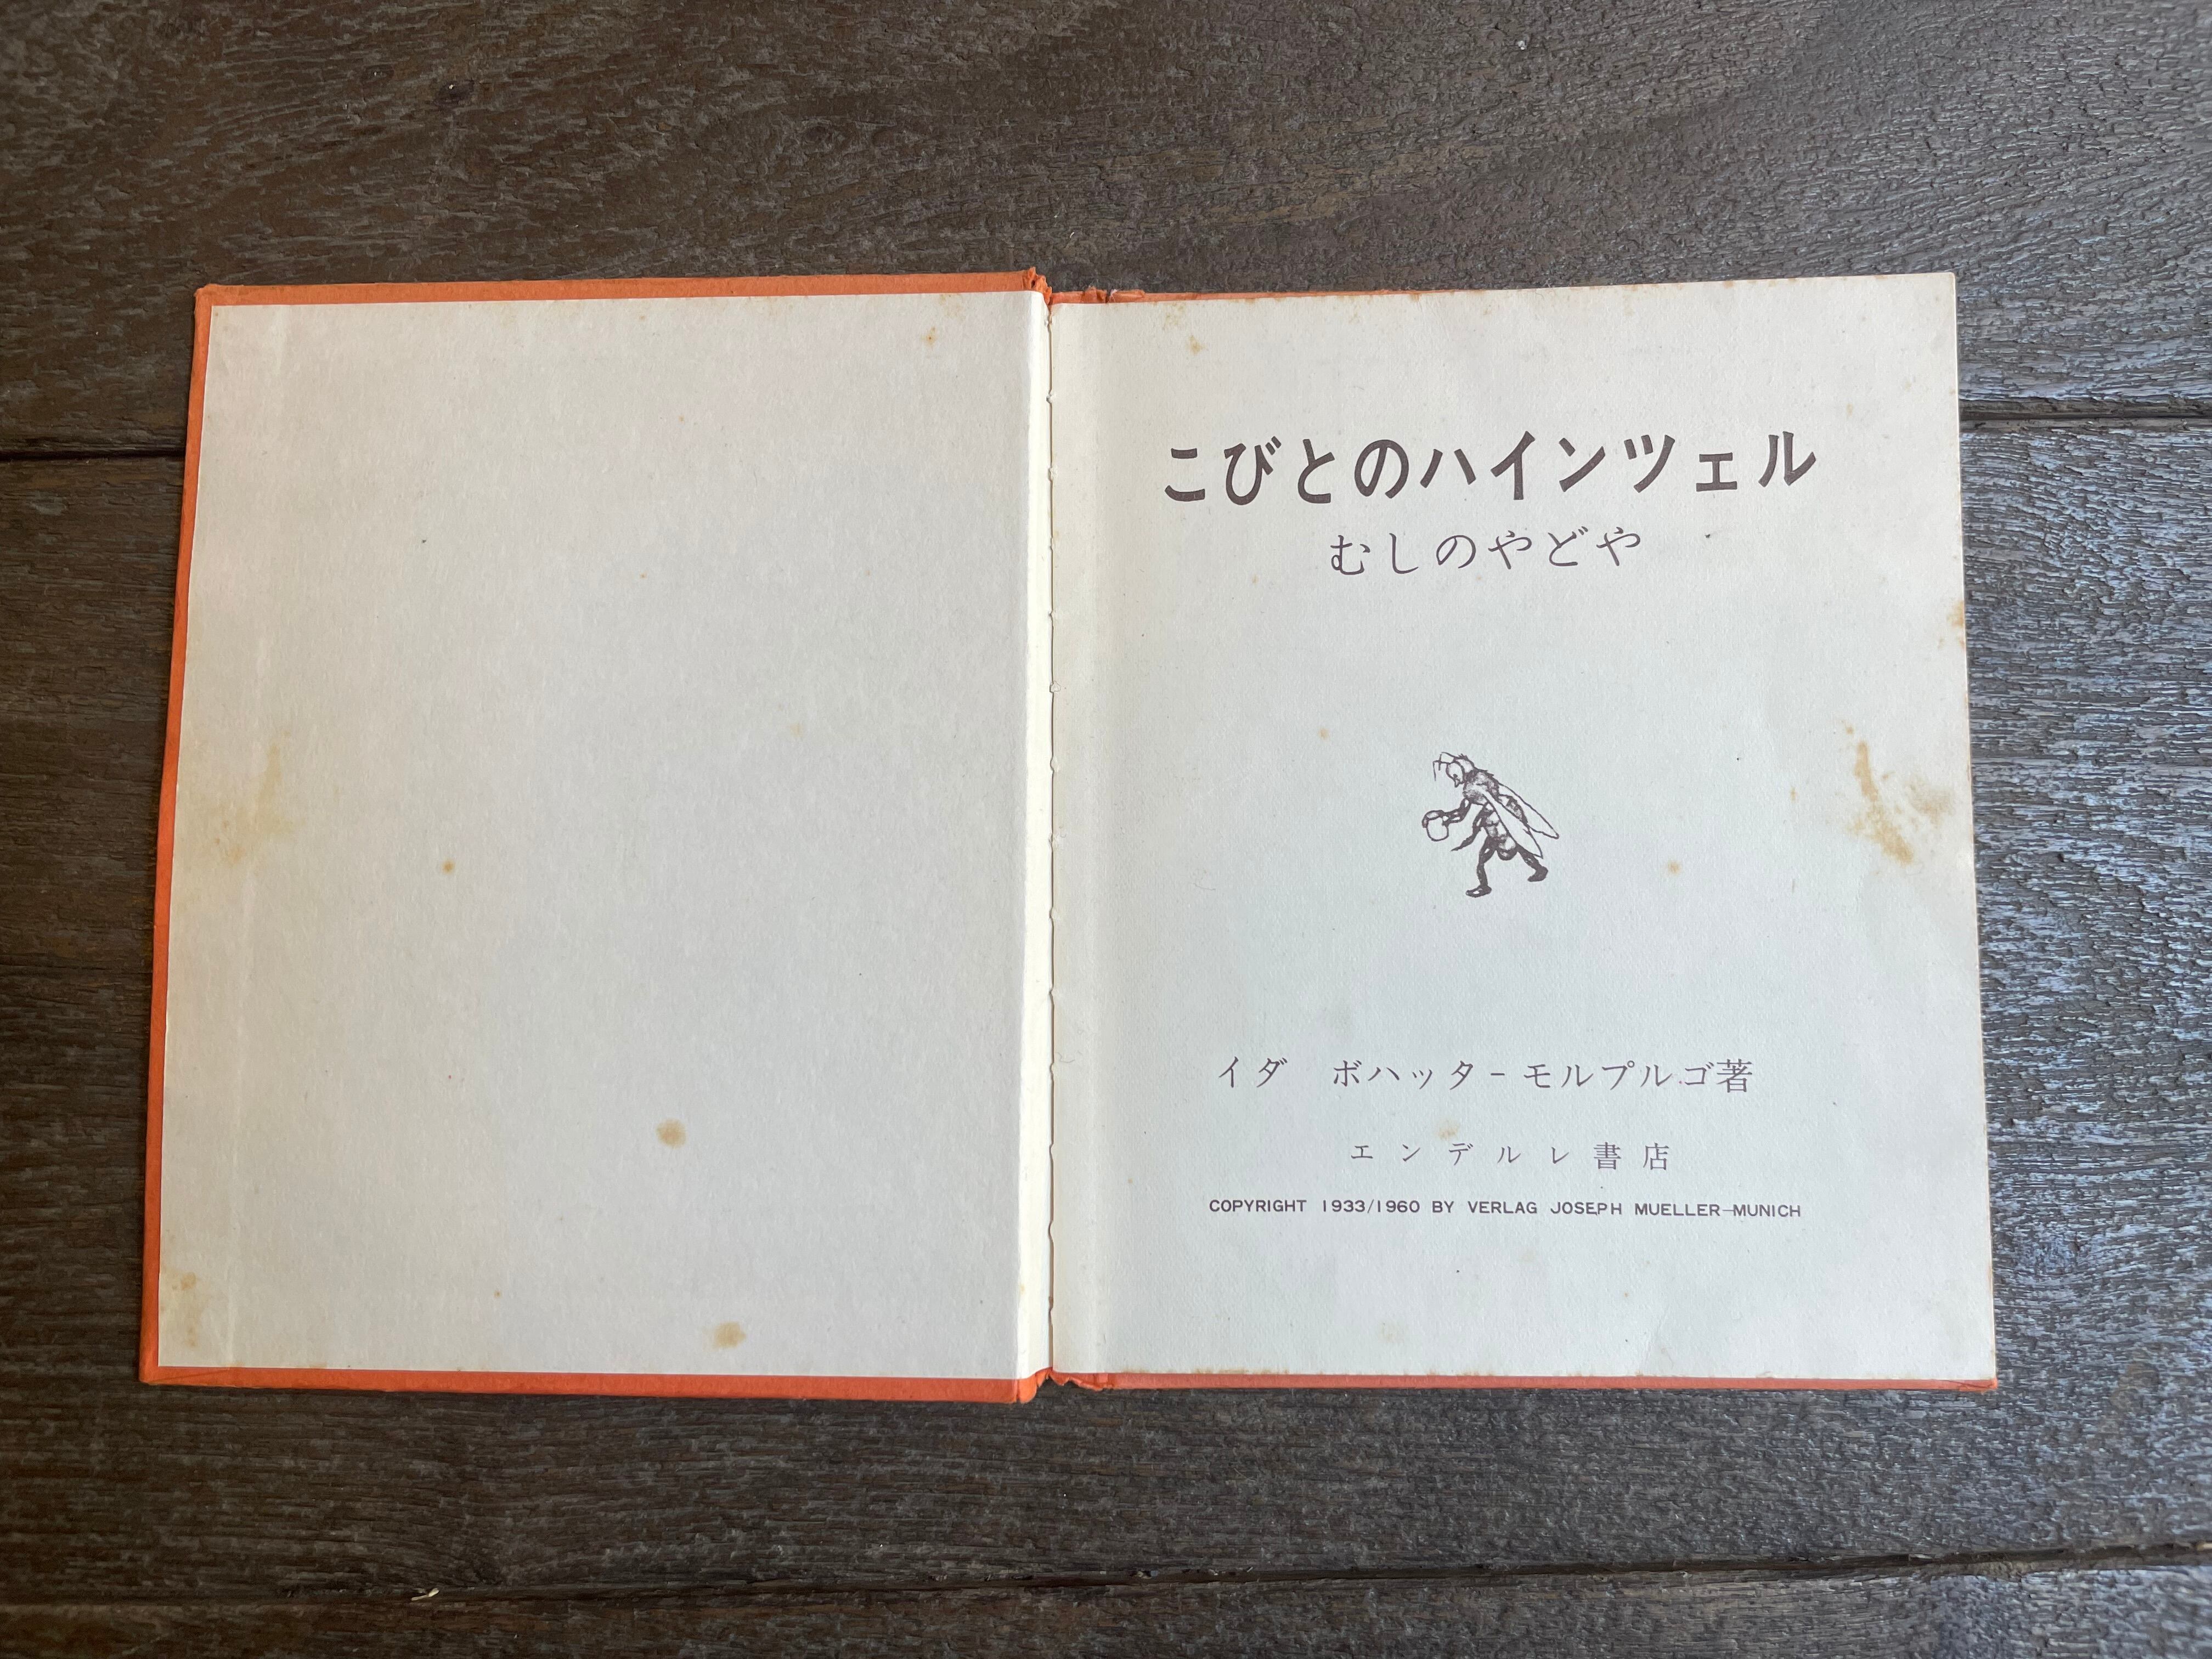 こびとのハインツェル
むしのやどや
イダ　ボハッタ-モルプルゴ著
エンデルレ書店
COPYRIGHT 1933/1960 BY VERLAG JOSEPH MUELLER-MUNICH